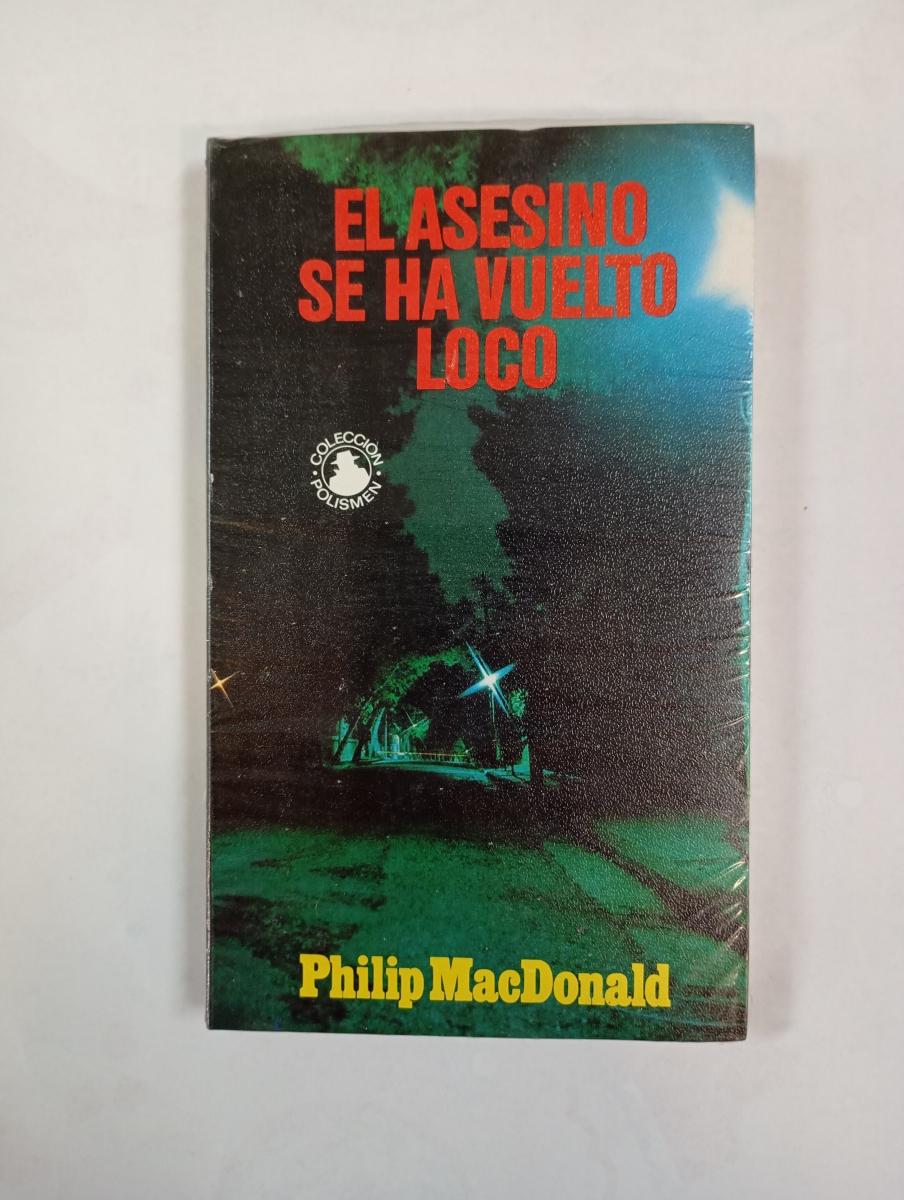 EL ASESINO
SE HA VUELTO
LOCO
COLECCIÓN
POLISMEN
Philip MacDonald